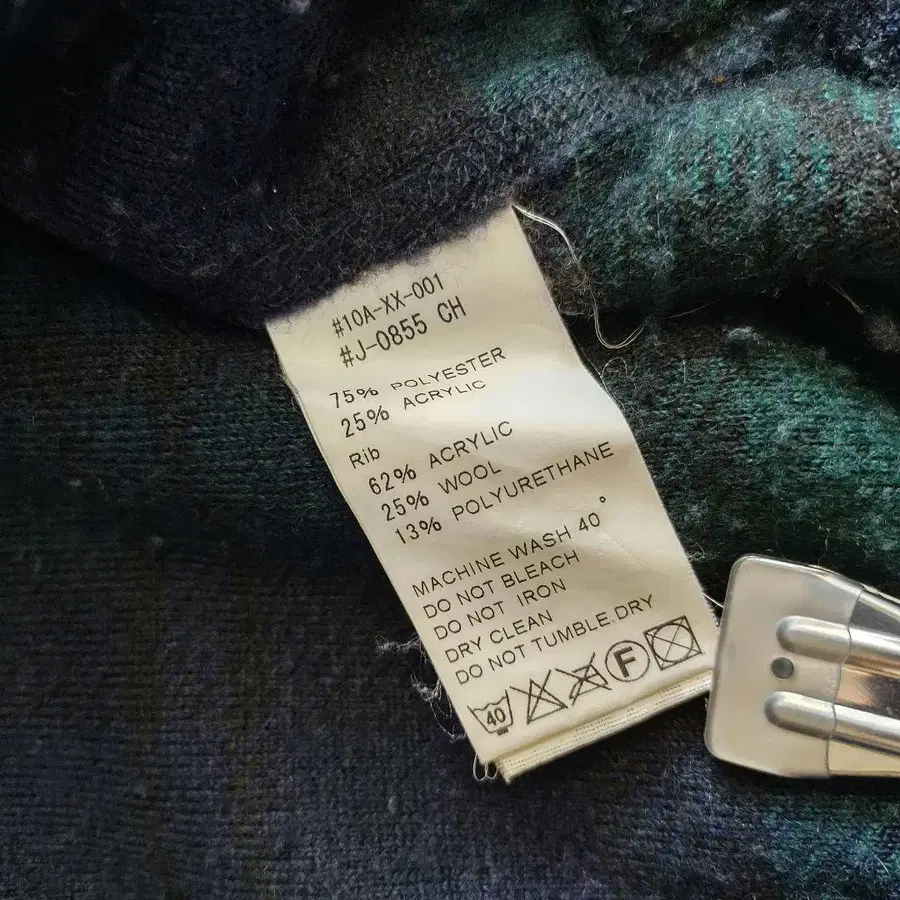 #10A-XX-001
#J-0855 CH
75% POLYESTER
25% ACRYLIC
Rib
62% ACRYLIC
25% WOOL
13% POLYURETHANE
MACHINE WASH 40°
DO NOT BLEACH
DO NOT IRON
DRY CLEAN
DO NOT TUMBLE.DRY
40 F